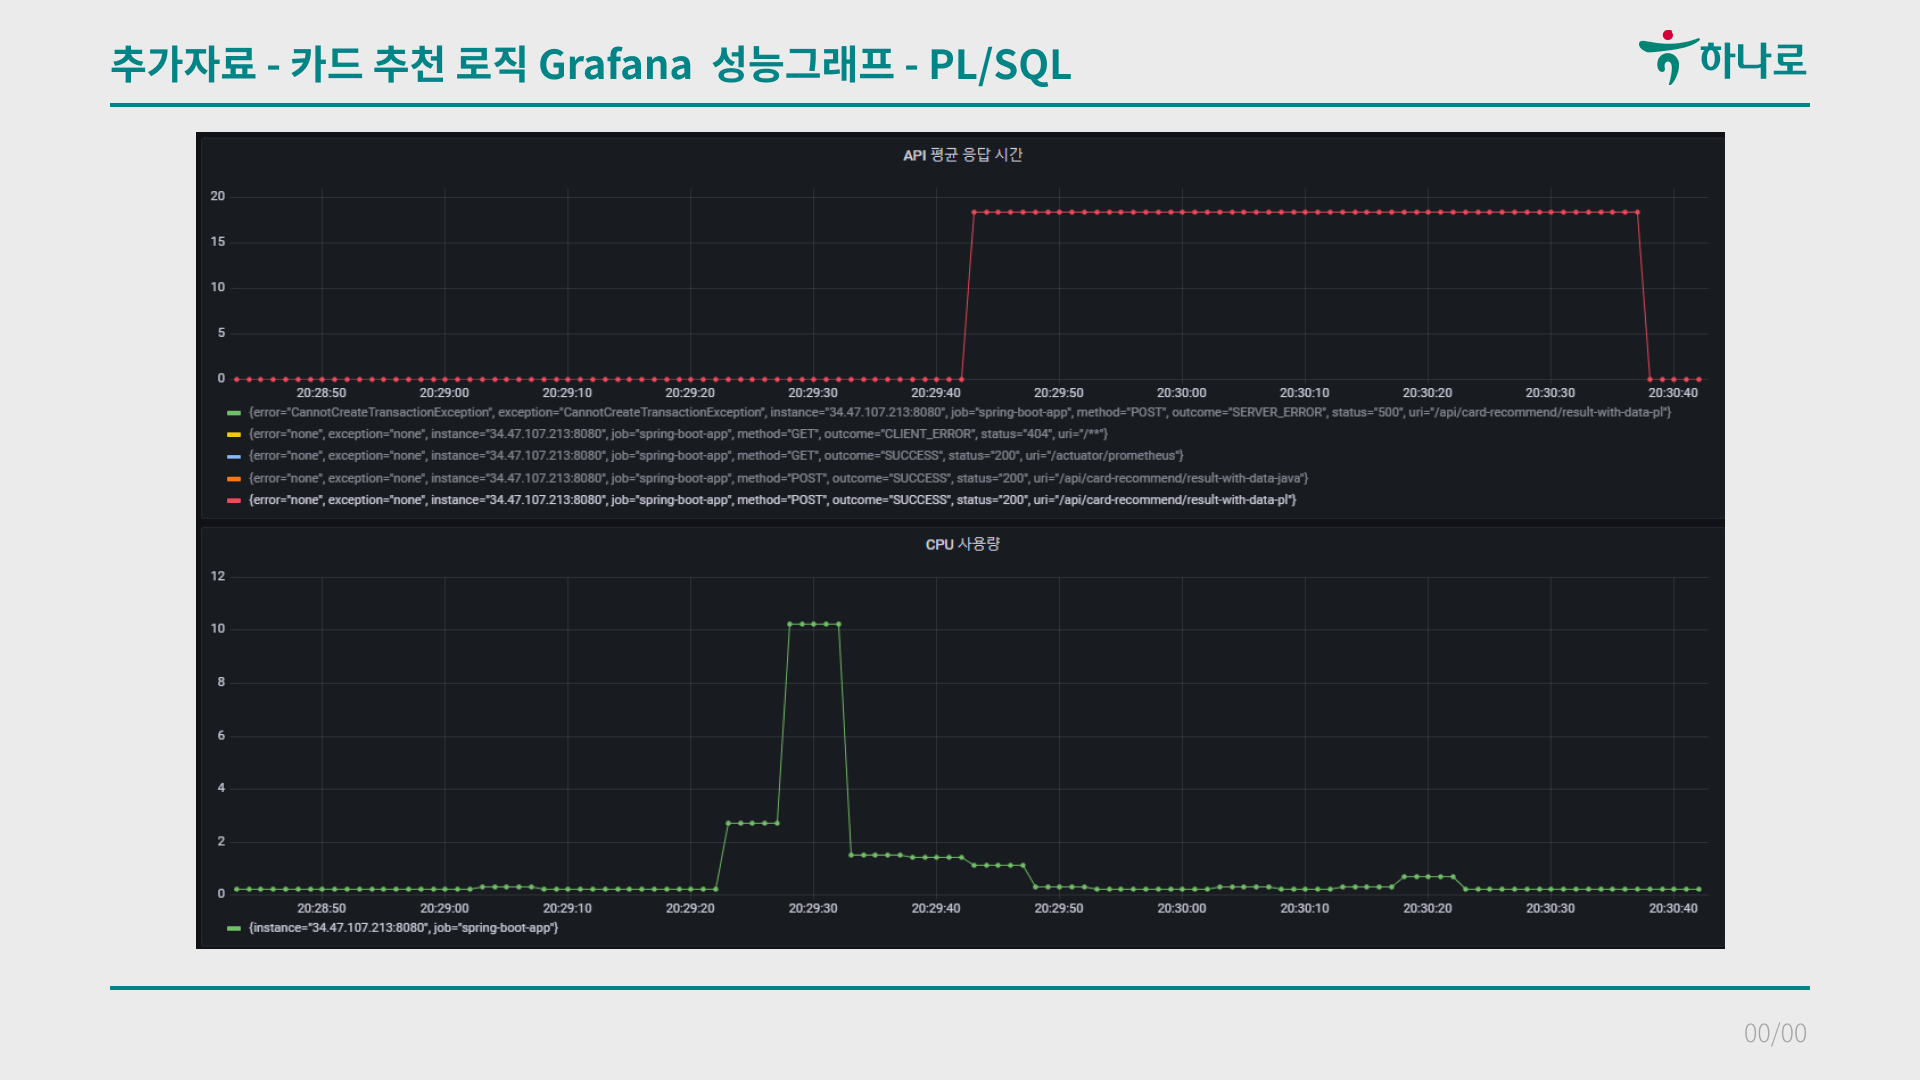 추가자료 - 카드 추천 로직 Grafana 성능그래프 - PL/SQL
하나로
API 평균 응답 시간
20
15
10
5
0
20:28:50 20:29:00 20:29:10 20:29:20 20:29:30 20:29:40 20:29:50 20:30:00 20:30:10 20:30:20 20:30:30 20:30:40
{error="CannotCreateTransactionException", exception="CannotCreateTransactionException", instance="34.47.107.213:8080", job="spring-boot-app", method="POST", outcome="SERVER_ERROR", status="500", uri="/api/card-recommend/result-with-data-pl"}
{error="none", exception="none", instance="34.47.107.213:8080", job="spring-boot-app", method="GET", outcome="CLIENT_ERROR", status="404", uri="/**"}
{error="none", exception="none", instance="34.47.107.213:8080", job="spring-boot-app", method="GET", outcome="SUCCESS", status="200", uri="/actuator/prometheus"}
{error="none", exception="none", instance="34.47.107.213:8080", job="spring-boot-app", method="POST", outcome="SUCCESS", status="200", uri="/api/card-recommend/result-with-data-java"}
{error="none", exception="none", instance="34.47.107.213:8080", job="spring-boot-app", method="POST", outcome="SUCCESS", status="200", uri="/api/card-recommend/result-with-data-pl"}
CPU 사용량
12
10
8
6
4
2
0
20:28:50 20:29:00 20:29:10 20:29:20 20:29:30 20:29:40 20:29:50 20:30:00 20:30:10 20:30:20 20:30:30 20:30:40
{instance="34.47.107.213:8080", job="spring-boot-app"}
00/00